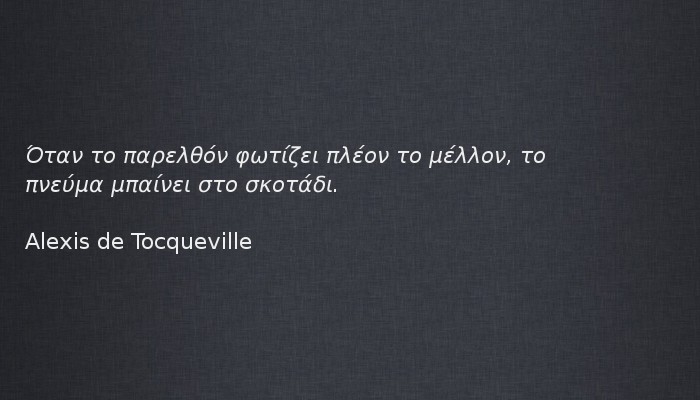 Όταν το παρελθόν φωτίζει πλέον το μέλλον, το
πνεύμα μπαίνει στο σκοτάδι.
Alexis de Tocqueville